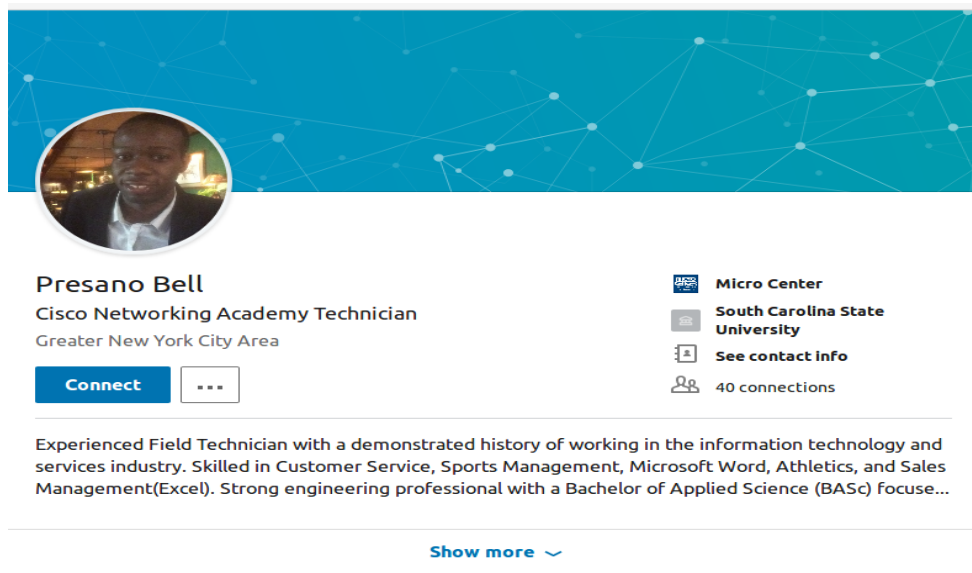 Presano Bell
Cisco Networking Academy Technician
Greater New York City Area
Connect
...
Micro Center
South Carolina State
University
See contact info
40 connections
Experienced Field Technician with a demonstrated history of working in the information technology and
services industry. Skilled in Customer Service, Sports Management, Microsoft Word, Athletics, and Sales
Management(Excel). Strong engineering professional with a Bachelor of Applied Science (BASc) focuse...
Show more